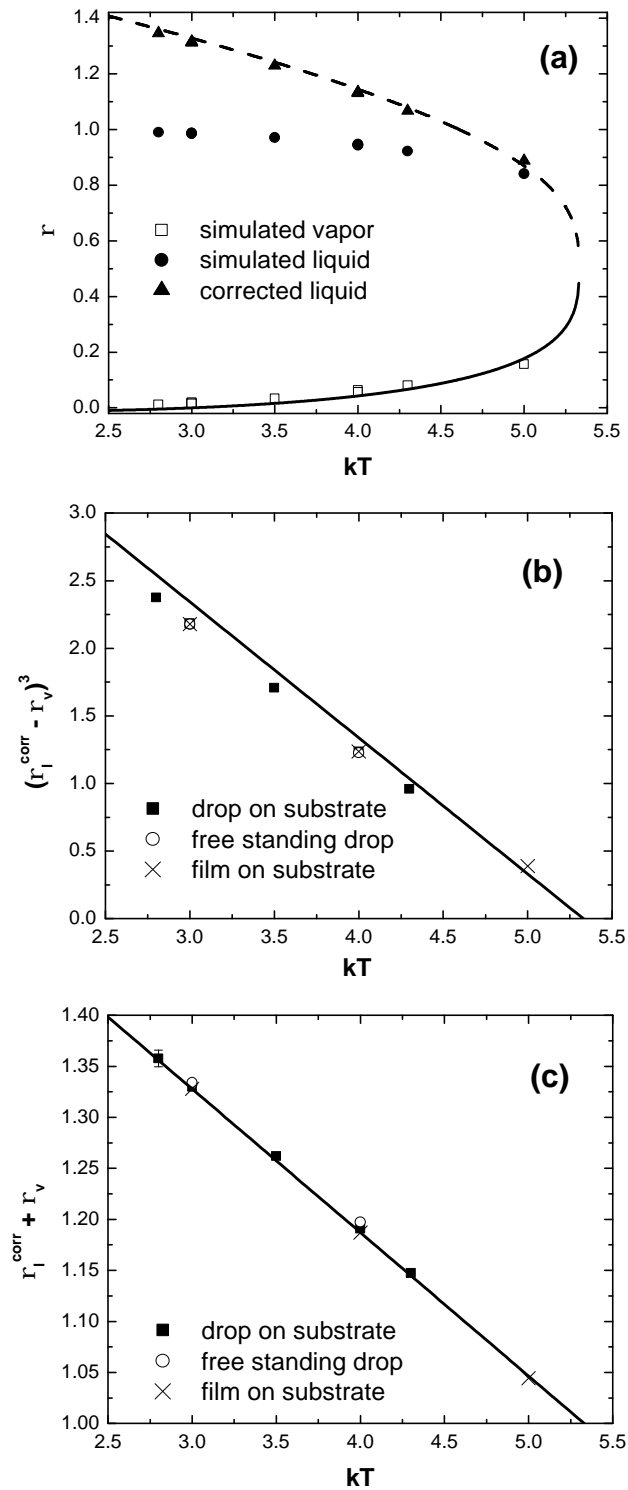 (a)
1.4
1.2
1.0
0.8
0.6
0.4
0.2
0.0
r
simulated vapor
simulated liquid
corrected liquid
2.5 3.0 3.5 4.0 4.5 5.0 5.5
kT
(b)
3.0
2.5
2.0
1.5
1.0
0.5
0.0
(r_l^corr - r_v)^3
drop on substrate
free standing drop
film on substrate
2.5 3.0 3.5 4.0 4.5 5.0 5.5
kT
(c)
1.40
1.35
1.30
1.25
1.20
1.15
1.10
1.05
1.00
r_l^corr + r_v
drop on substrate
free standing drop
film on substrate
2.5 3.0 3.5 4.0 4.5 5.0 5.5
kT